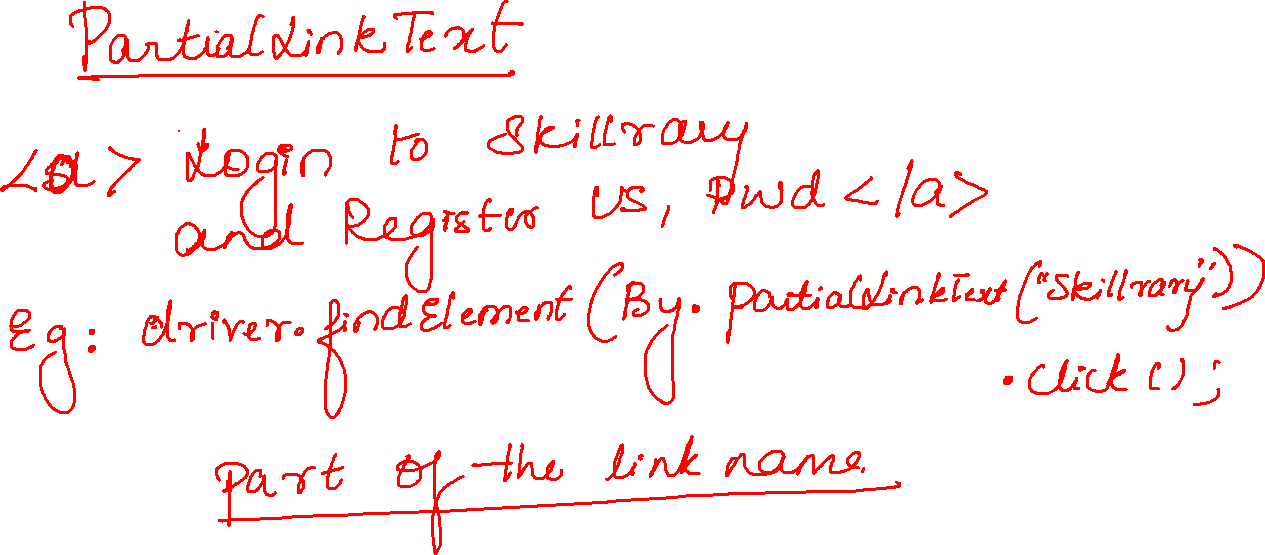 PartialLinkText
<a> Login to Skillrary
and Register us, pwd </a>
Eg: driver.findElement(By.partialLinkText("Skillrary"))
.click();
part of the link name.